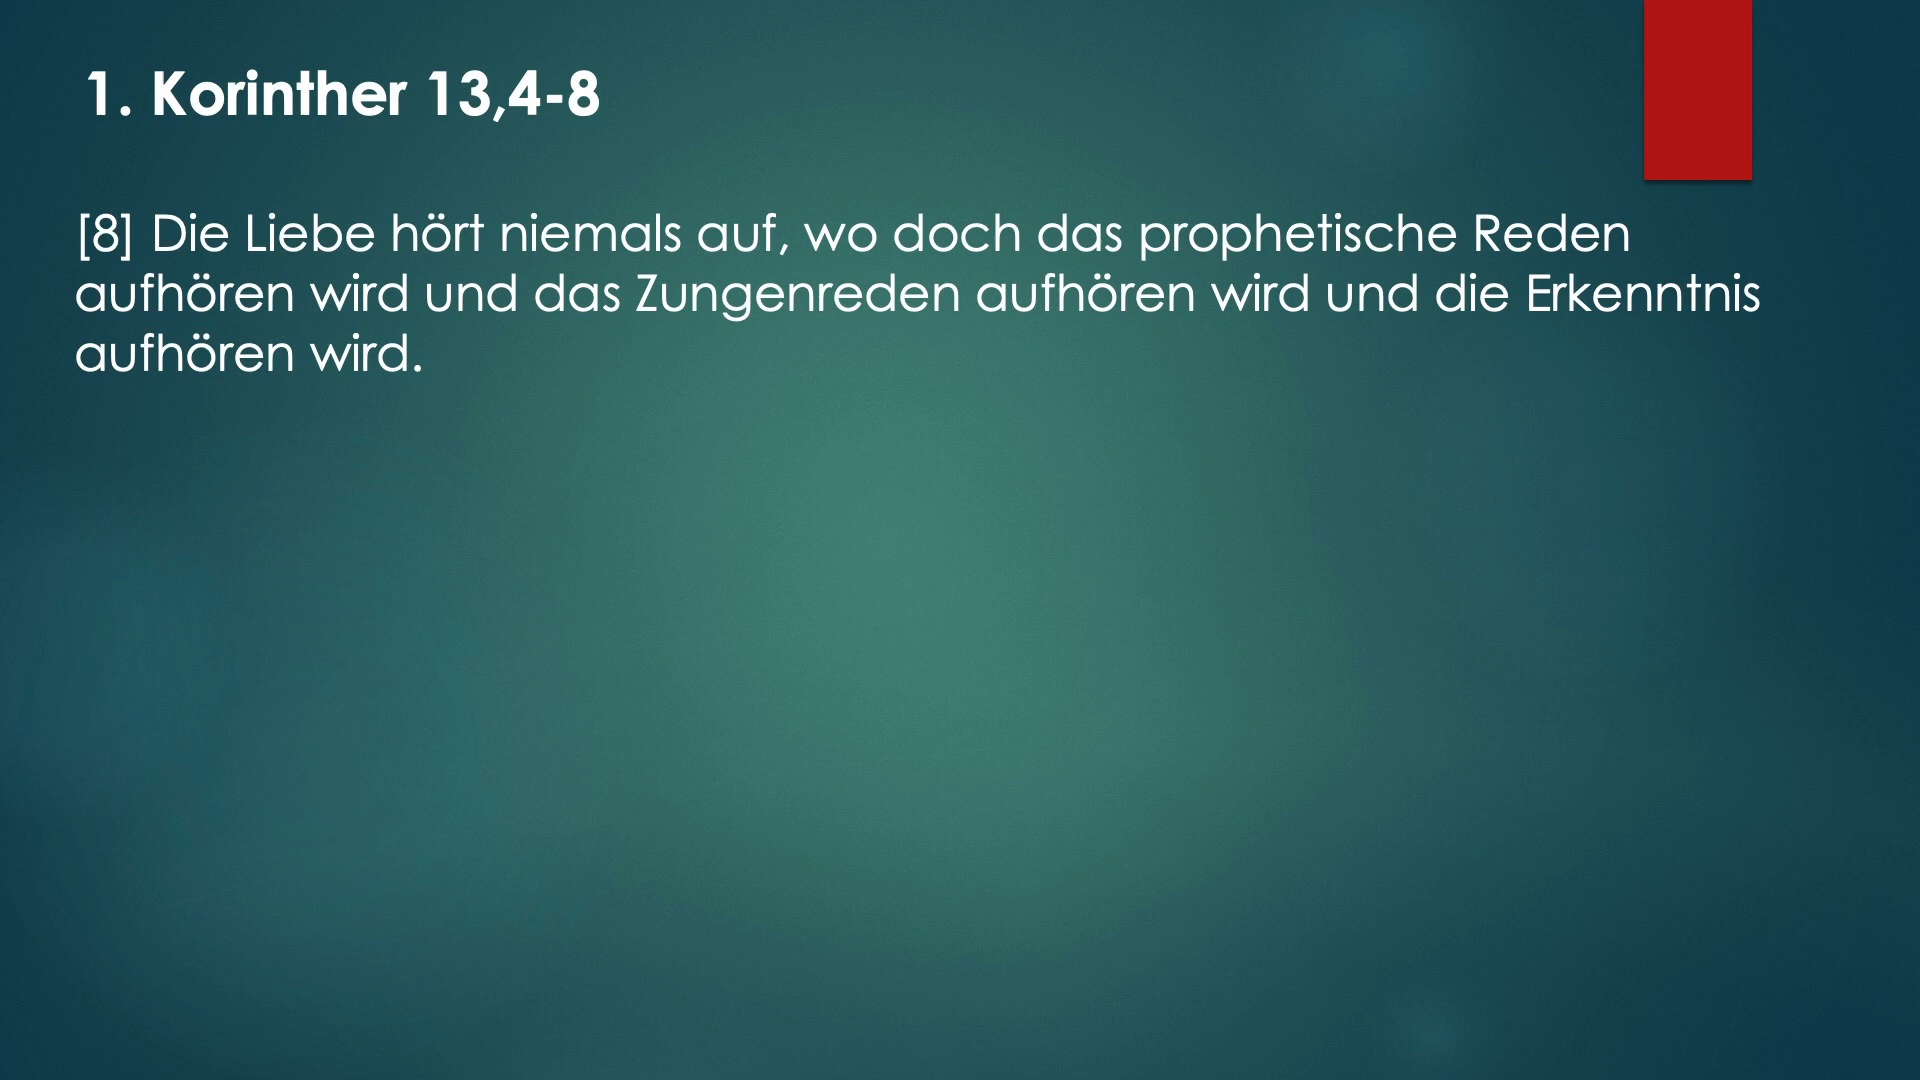 1. Korinther 13,4-8
[8] Die Liebe hört niemals auf, wo doch das prophetische Reden
aufhören wird und das Zungenreden aufhören wird und die Erkenntnis
aufhören wird.